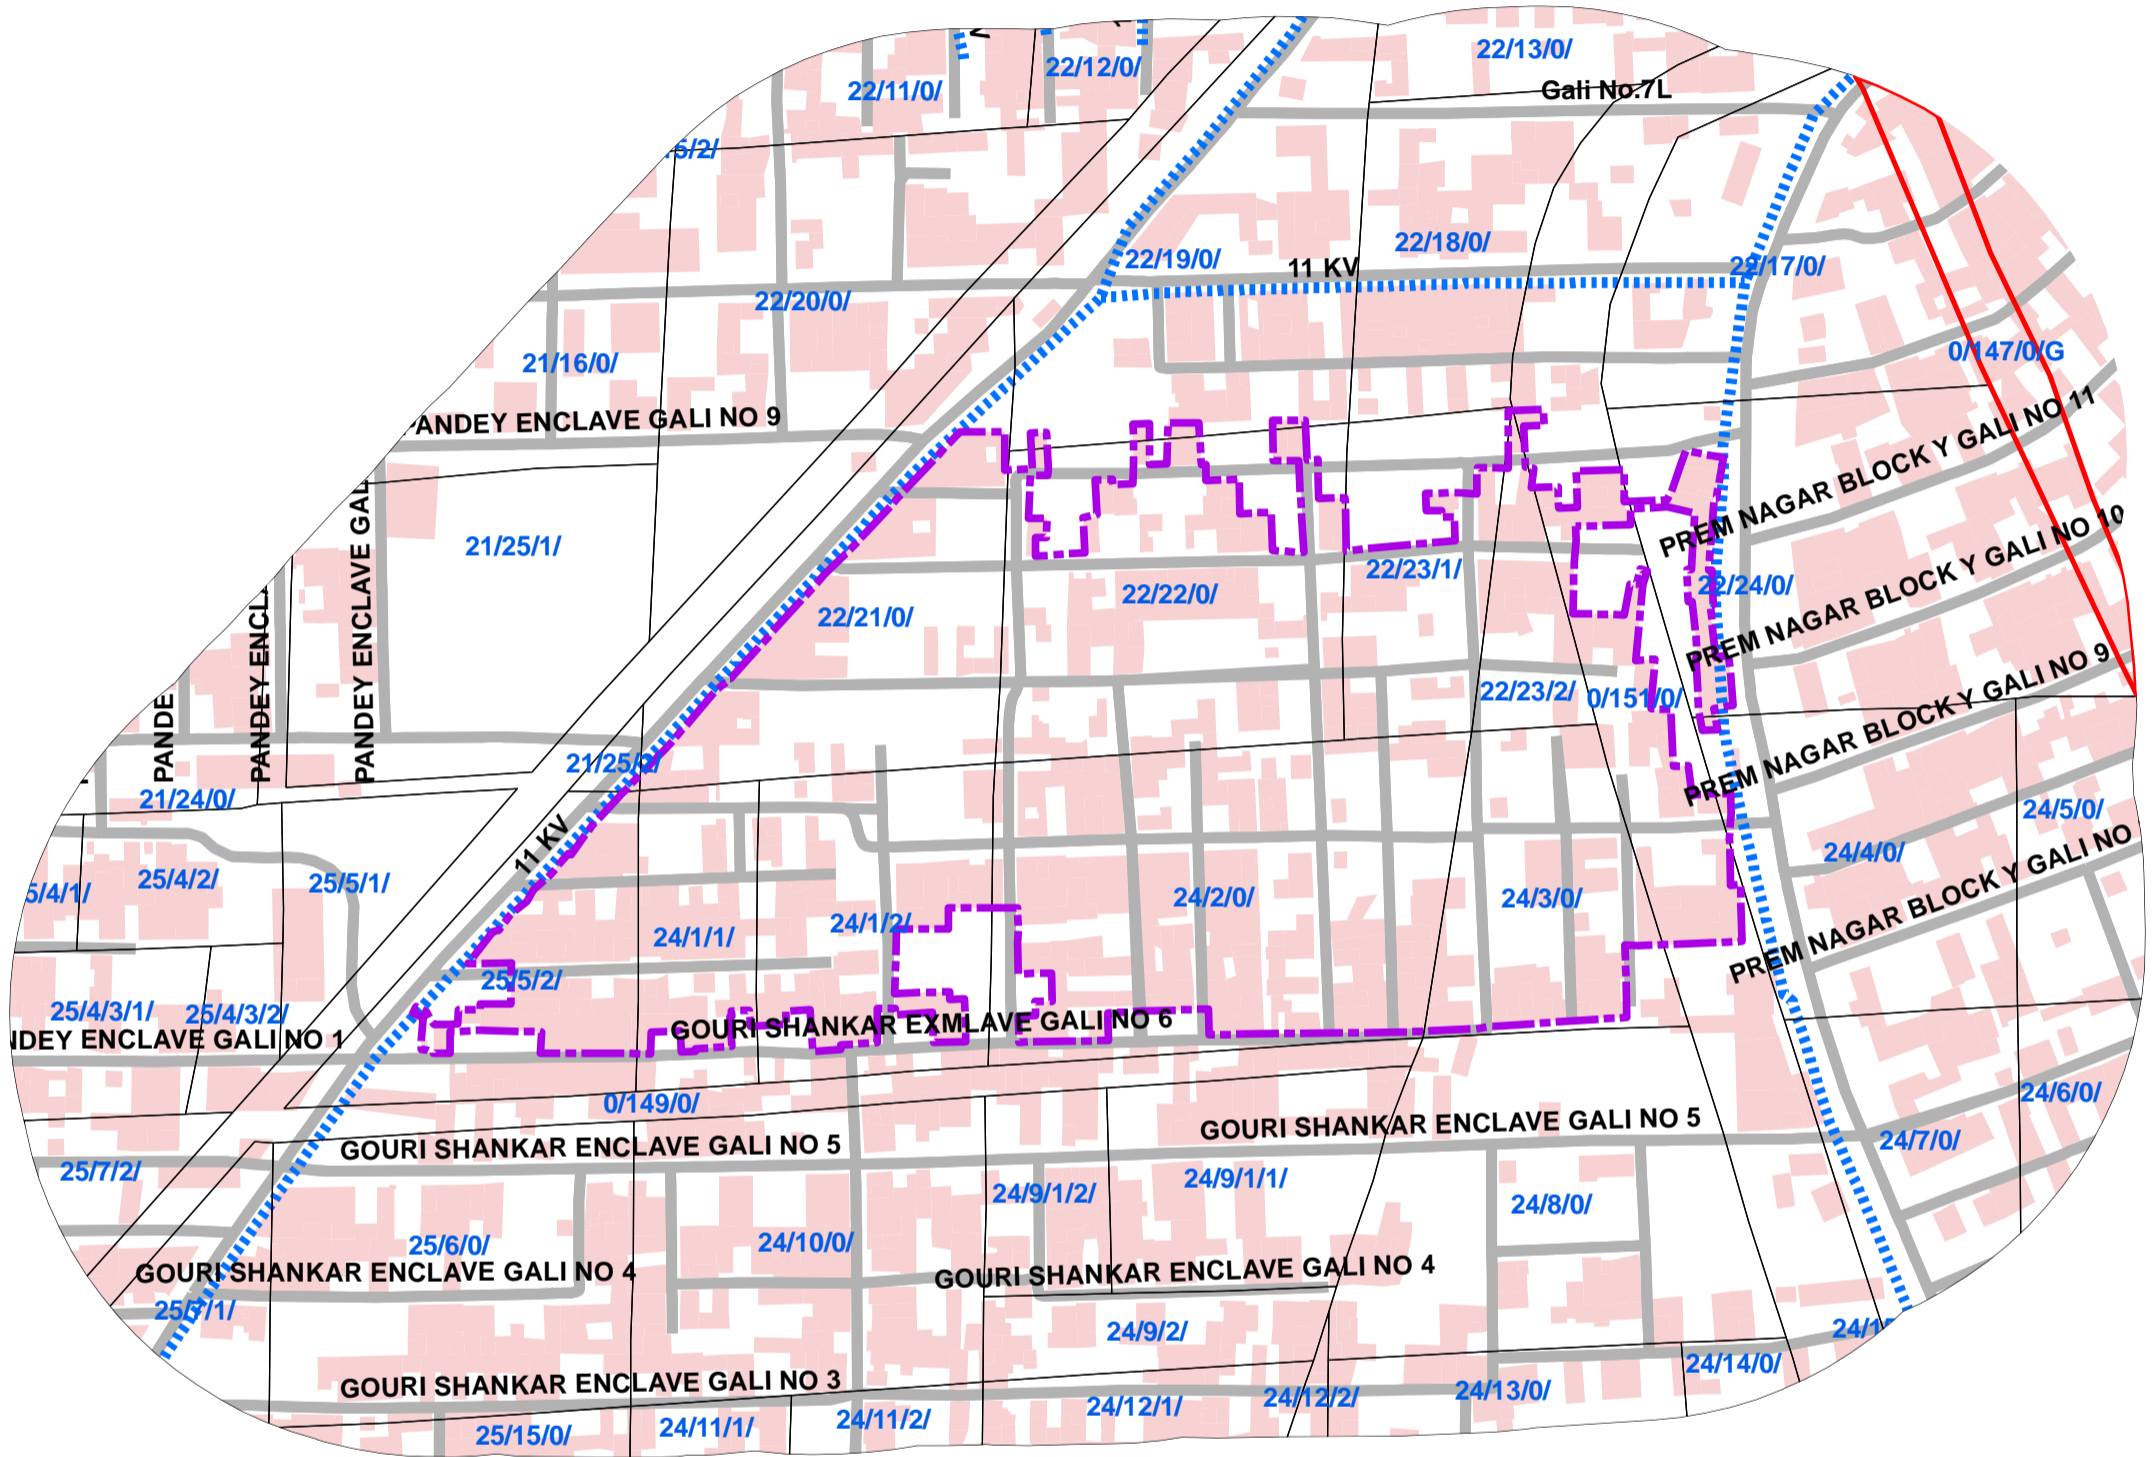 22/13/0/
22/12/0/
22/11/0/
Gali No.7L
5/2/
22/19/0/
22/18/0/
11 KV
22/17/0/
22/20/0/
21/16/0/
0/147/0/G
PANDEY ENCLAVE GALI NO 9
PREM NAGAR BLOCK Y GALI NO 11
21/25/1/
PANDEY ENCLAVE GAL
22/23/1/
22/22/0/
22/24/0/
PREM NAGAR BLOCK Y GALI NO 10
22/21/0/
PANDEY ENCL
PANDE
22/23/2/
0/151/0/
PREM NAGAR BLOCK Y GALI NO 9
21/25/2/
21/24/0/
24/5/0/
11 KV
24/4/0/
PREM NAGAR BLOCK Y GALI NO
25/4/2/
25/5/1/
5/4/1/
24/2/0/
24/3/0/
24/1/2/
24/1/1/
25/5/2/
25/4/3/1/
25/4/3/2/
GOURI SHANKAR EXMLAVE GALI NO 6
NDEY ENCLAVE GALI NO 1
24/6/0/
0/149/0/
GOURI SHANKAR ENCLAVE GALI NO 5
GOURI SHANKAR ENCLAVE GALI NO 5
24/7/0/
25/7/2/
24/9/1/2/
24/9/1/1/
24/8/0/
25/6/0/
24/10/0/
GOURI SHANKAR ENCLAVE GALI NO 4
GOURI SHANKAR ENCLAVE GALI NO 4
25/7/1/
24/9/2/
24/1
24/14/0/
GOURI SHANKAR ENCLAVE GALI NO 3
24/13/0/
24/12/2/
24/12/1/
24/11/2/
24/11/1/
25/15/0/